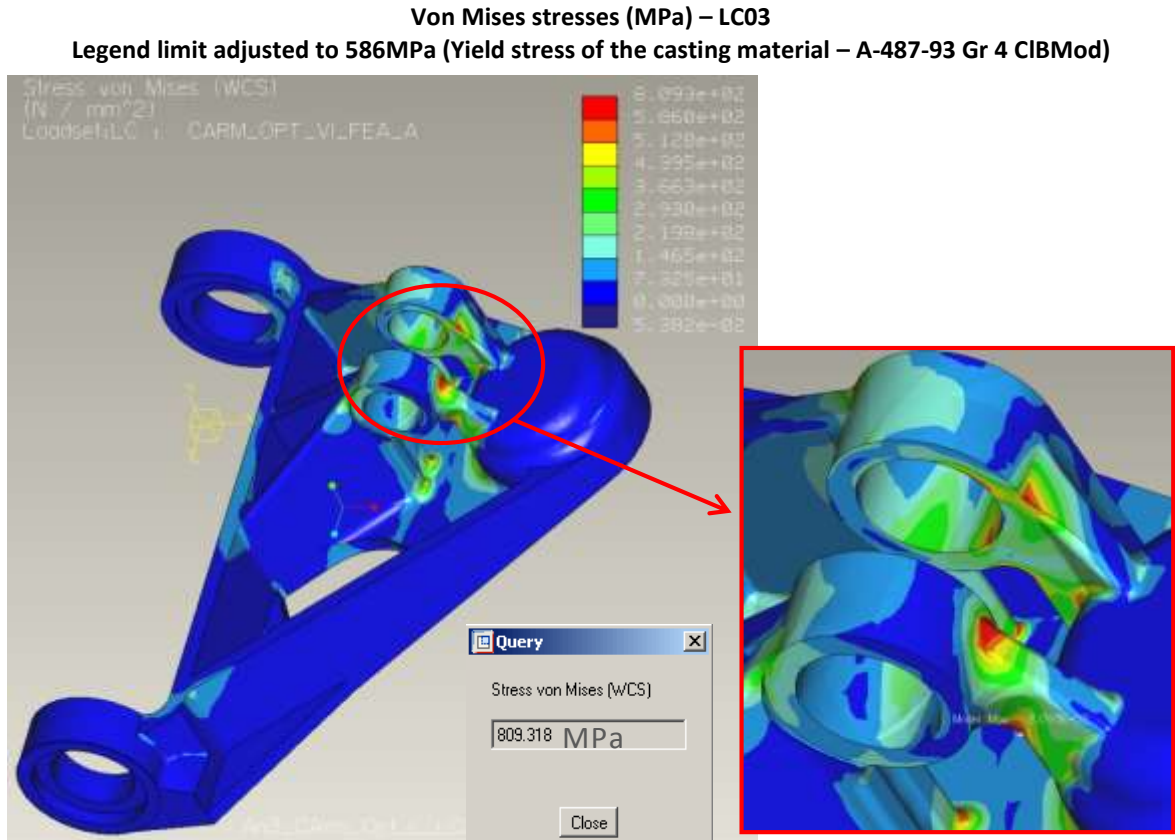 Von Mises stresses (MPa) – LC03
Legend limit adjusted to 586MPa (Yield stress of the casting material – A-487-93 Gr 4 ClBMod)
Stress von Mises (WCS)
(N / mm^2)
Loadset:LC : CARM_OPT_VI_FEA_A
8.093e+02
5.860e+02
5.128e+02
4.395e+02
3.663e+02
2.930e+02
2.198e+02
1.465e+02
7.325e+01
0.000e+00
5.382e-02
Query
Stress von Mises (WCS)
809.318 MPa
Close